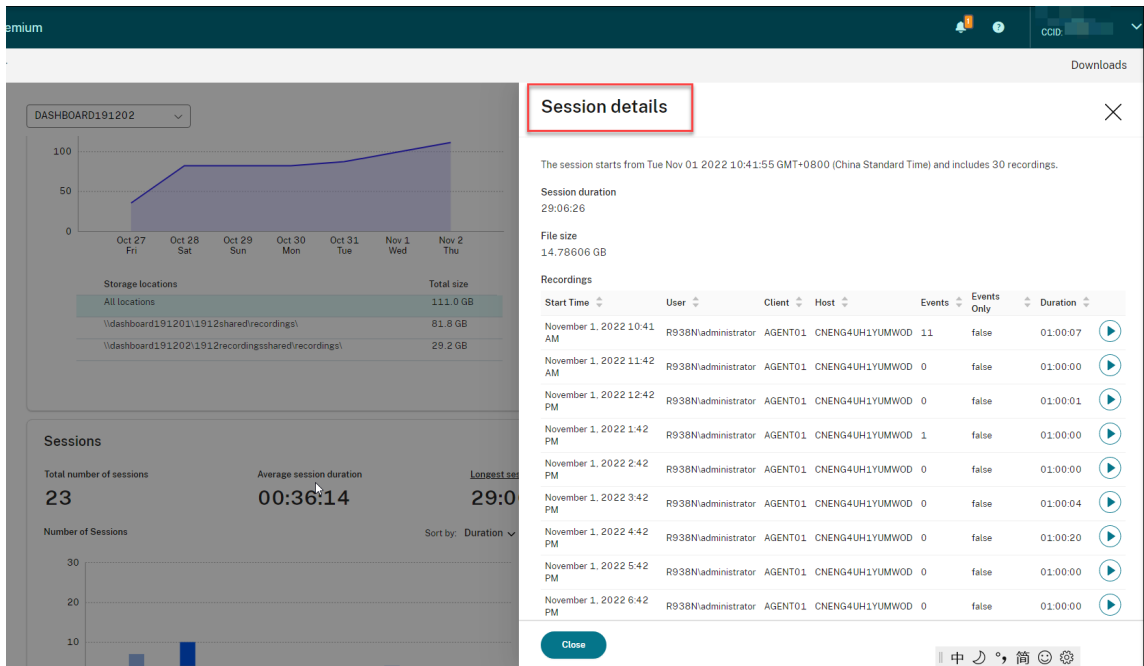 emium
1
?
CCID:
Downloads
DASHBOARD191202
100
50
0
Oct 27 Oct 28 Oct 29 Oct 30 Oct 31 Nov 1 Nov 2
Fri Sat Sun Mon Tue Wed Thu
Storage locations Total size
All locations 111.0 GB
\\dashboard191201\1912shared\recordings\ 81.8 GB
\\dashboard191202\1912recordingsshared\recordings\ 29.2 GB
Sessions
Total number of sessions Average session duration Longest ses
23 00:36:14 29:0
Number of Sessions Sort by: Duration
30
20
10
Session details
The session starts from Tue Nov 01 2022 10:41:55 GMT+0800 (China Standard Time) and includes 30 recordings.
Session duration
29:06:26
File size
14.78606 GB
Recordings
Start Time User Client Host Events Events Only Duration
November 1, 2022 10:41 AM R938N\administrator AGENT01 CNENG4UH1YUMWOD 11 false 01:00:07
November 1, 2022 11:42 AM R938N\administrator AGENT01 CNENG4UH1YUMWOD 0 false 01:00:00
November 1, 2022 12:42 PM R938N\administrator AGENT01 CNENG4UH1YUMWOD 0 false 01:00:01
November 1, 2022 1:42 PM R938N\administrator AGENT01 CNENG4UH1YUMWOD 1 false 01:00:00
November 1, 2022 2:42 PM R938N\administrator AGENT01 CNENG4UH1YUMWOD 0 false 01:00:00
November 1, 2022 3:42 PM R938N\administrator AGENT01 CNENG4UH1YUMWOD 0 false 01:00:04
November 1, 2022 4:42 PM R938N\administrator AGENT01 CNENG4UH1YUMWOD 0 false 01:00:20
November 1, 2022 5:42 PM R938N\administrator AGENT01 CNENG4UH1YUMWOD 0 false 01:00:00
November 1, 2022 6:42 PM R938N\administrator AGENT01 CNENG4UH1YUMWOD 0 false 01:00:00
Close
中 °, 简